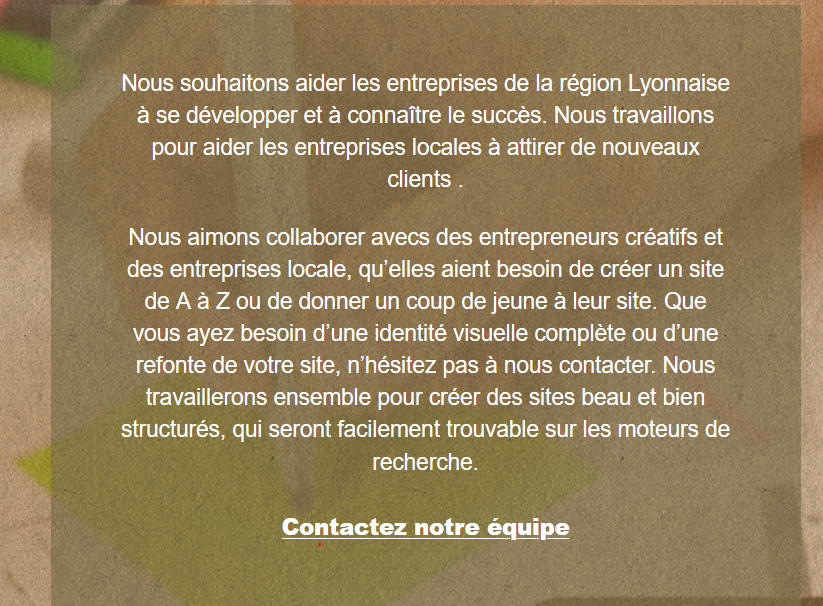 Nous souhaitons aider les entreprises de la région Lyonnaise
à se développer et à connaître le succès. Nous travaillons
pour aider les entreprises locales à attirer de nouveaux
clients .
Nous aimons collaborer avecs des entrepreneurs créatifs et
des entreprises locale, qu’elles aient besoin de créer un site
de A à Z ou de donner un coup de jeune à leur site. Que
vous ayez besoin d’une identité visuelle complète ou d’une
refonte de votre site, n’hésitez pas à nous contacter. Nous
travaillerons ensemble pour créer des sites beau et bien
structurés, qui seront facilement trouvable sur les moteurs de
recherche.
Contactez notre équipe